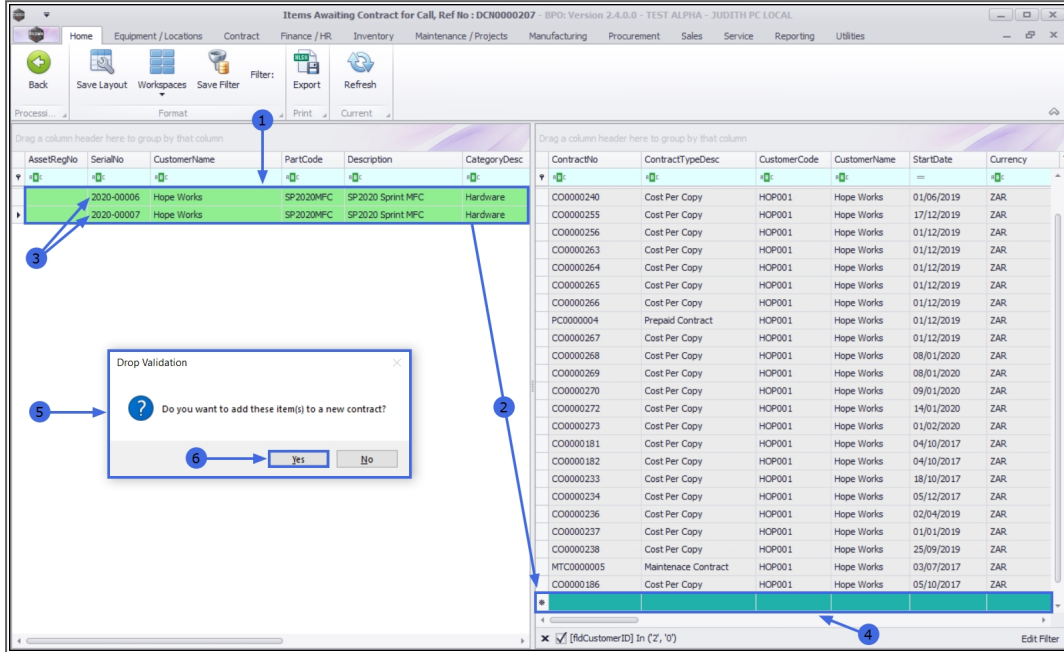 Items Awaiting Contract for Call, Ref No : DCN0000207 - BPO: Version 2.4.0.0 - TEST ALPHA - JUDITH PC LOCAL
Home Equipment / Locations Contract Finance / HR Inventory Maintenance / Projects Manufacturing Procurement Sales Service Reporting Utilities
Back Save Layout Workspaces Save Filter Filter: Export Refresh
Processi... Format Print Current
1
Drag a column header here to group by that column
AssetRegNo SerialNo CustomerName PartCode Description CategoryDesc
2020-00006 Hope Works SP2020MFC SP2020 Sprint MFC Hardware
2020-00007 Hope Works SP2020MFC SP2020 Sprint MFC Hardware
3
Drop Validation
5
Do you want to add these item(s) to a new contract?
6
Yes No
2
Drag a column header here to group by that column
ContractNo ContractTypeDesc CustomerCode CustomerName StartDate Currency
=
CO0000240 Cost Per Copy HOP001 Hope Works 01/06/2019 ZAR
CO0000255 Cost Per Copy HOP001 Hope Works 17/12/2019 ZAR
CO0000256 Cost Per Copy HOP001 Hope Works 01/12/2019 ZAR
CO0000263 Cost Per Copy HOP001 Hope Works 01/12/2019 ZAR
CO0000264 Cost Per Copy HOP001 Hope Works 01/12/2019 ZAR
CO0000265 Cost Per Copy HOP001 Hope Works 01/12/2019 ZAR
CO0000266 Cost Per Copy HOP001 Hope Works 01/12/2019 ZAR
PC0000004 Prepaid Contract HOP001 Hope Works 01/12/2019 ZAR
CO0000267 Cost Per Copy HOP001 Hope Works 01/12/2019 ZAR
CO0000268 Cost Per Copy HOP001 Hope Works 08/01/2020 ZAR
CO0000269 Cost Per Copy HOP001 Hope Works 08/01/2020 ZAR
CO0000270 Cost Per Copy HOP001 Hope Works 09/01/2020 ZAR
CO0000272 Cost Per Copy HOP001 Hope Works 14/01/2020 ZAR
CO0000273 Cost Per Copy HOP001 Hope Works 01/02/2020 ZAR
CO0000181 Cost Per Copy HOP001 Hope Works 04/10/2017 ZAR
CO0000182 Cost Per Copy HOP001 Hope Works 04/10/2017 ZAR
CO0000233 Cost Per Copy HOP001 Hope Works 18/10/2017 ZAR
CO0000234 Cost Per Copy HOP001 Hope Works 05/12/2017 ZAR
CO0000236 Cost Per Copy HOP001 Hope Works 02/04/2019 ZAR
CO0000237 Cost Per Copy HOP001 Hope Works 01/01/2019 ZAR
CO0000238 Cost Per Copy HOP001 Hope Works 25/09/2019 ZAR
MTC0000005 Maintenace Contract HOP001 Hope Works 03/07/2017 ZAR
CO0000186 Cost Per Copy HOP001 Hope Works 05/10/2017 ZAR
4
[fldCustomerID] In ('2', '0') Edit Filter